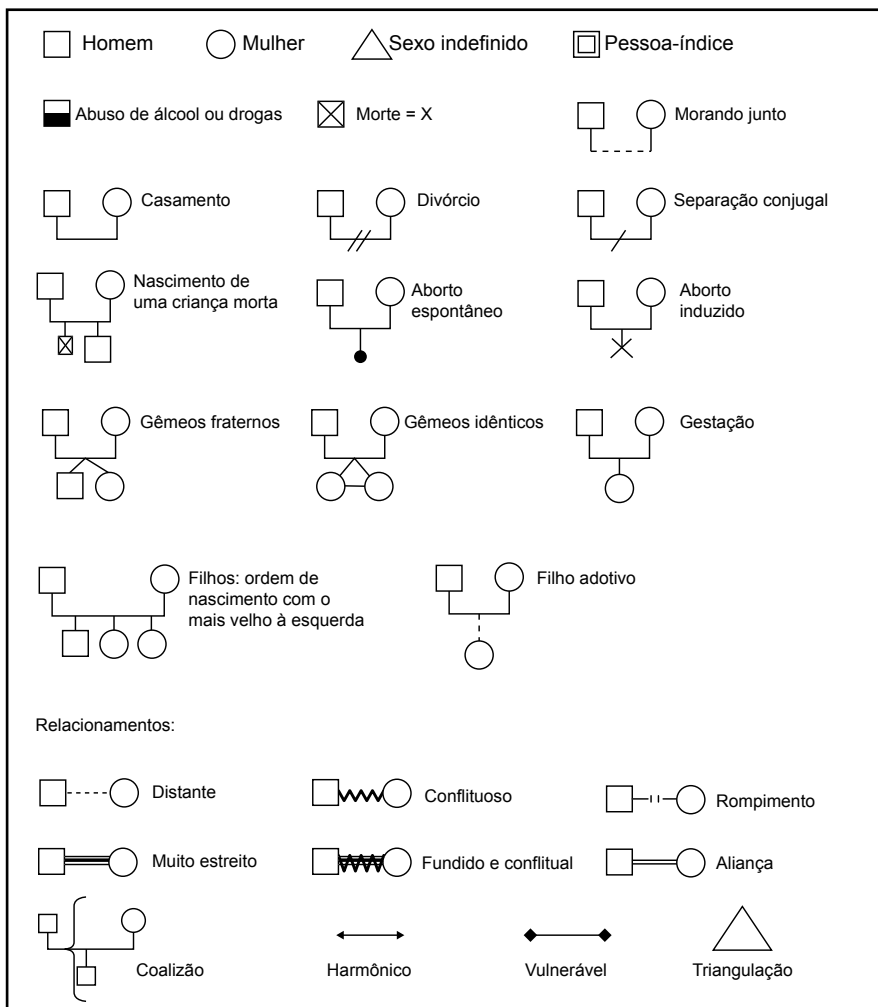 Homem
Mulher
Sexo indefinido
Pessoa-índice
Abuso de álcool ou drogas
Morte = X
Morando junto
Casamento
Divórcio
Separação conjugal
Nascimento de
uma criança morta
Aborto
espontâneo
Aborto
induzido
Gêmeos fraternos
Gêmeos idênticos
Gestação
Filhos: ordem de
nascimento com o
mais velho à esquerda
Filho adotivo
Relacionamentos:
Distante
Conflituoso
Rompimento
Muito estreito
Fundido e conflitual
Aliança
Coalizão
Harmônico
Vulnerável
Triangulação